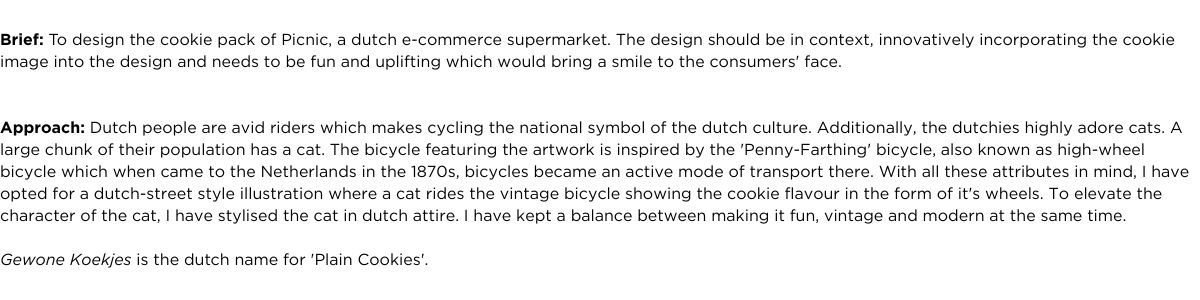 Brief: To design the cookie pack of Picnic, a dutch e-commerce supermarket. The design should be in context, innovatively incorporating the cookie
image into the design and needs to be fun and uplifting which would bring a smile to the consumers' face.
Approach: Dutch people are avid riders which makes cycling the national symbol of the dutch culture. Additionally, the dutchies highly adore cats. A
large chunk of their population has a cat. The bicycle featuring the artwork is inspired by the 'Penny-Farthing' bicycle, also known as high-wheel
bicycle which when came to the Netherlands in the 1870s, bicycles became an active mode of transport there. With all these attributes in mind, I have
opted for a dutch-street style illustration where a cat rides the vintage bicycle showing the cookie flavour in the form of it's wheels. To elevate the
character of the cat, I have stylised the cat in dutch attire. I have kept a balance between making it fun, vintage and modern at the same time.
Gewone Koekjes is the dutch name for 'Plain Cookies'.